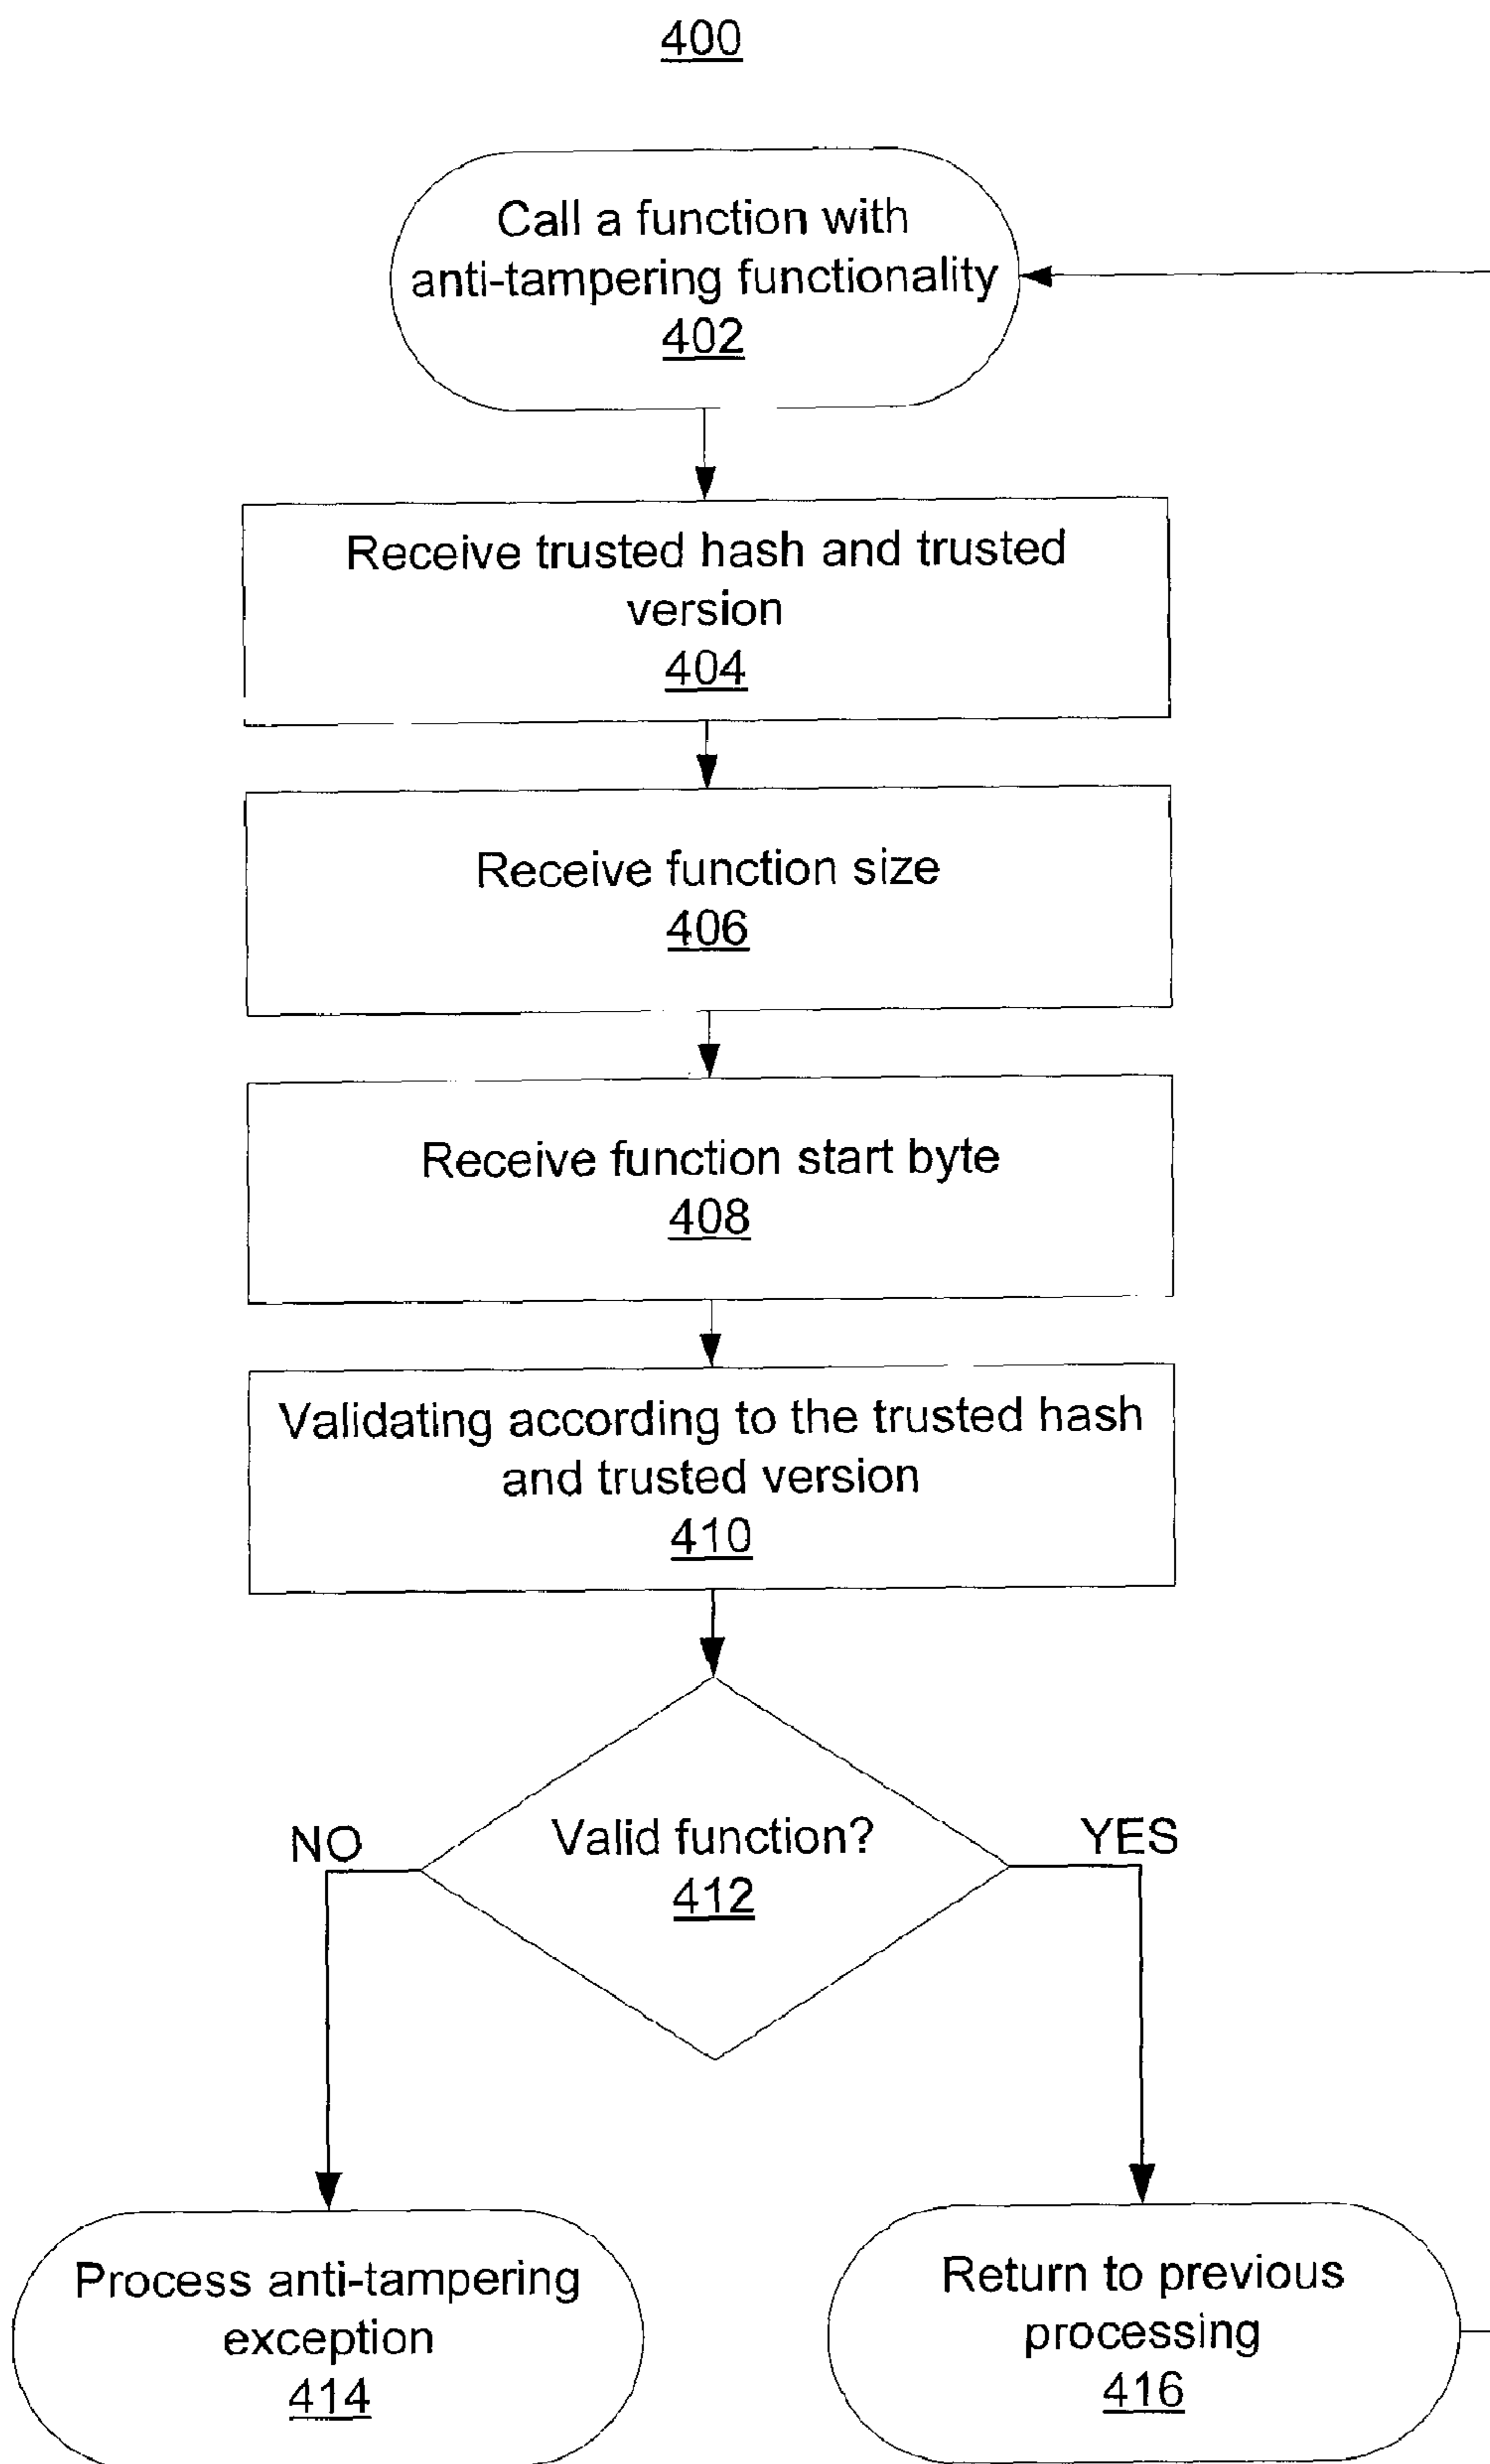 400
Call a function with
anti-tampering functionality
402
Receive trusted hash and trusted
version
404
Receive function size
406
Receive function start byte
408
Validating according to the trusted hash
and trusted version
410
Valid function?
412
NO
YES
Process anti-tampering
exception
414
Return to previous
processing
416